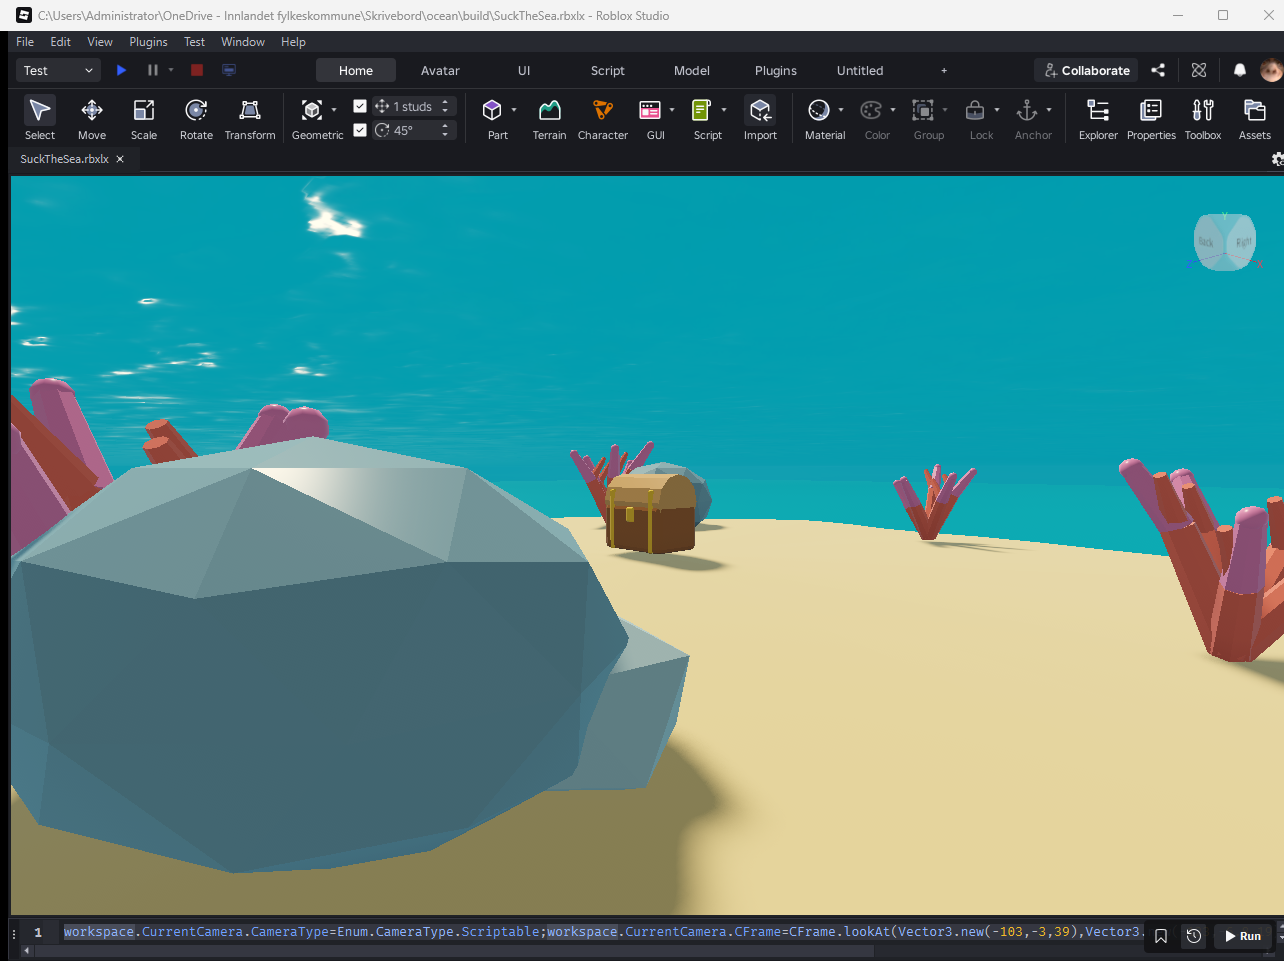 C:\Users\Administrator\OneDrive - Innlandet fylkeskommune\Skrivebord\ocean\build\SuckTheSea.rbxlx - Roblox Studio
File Edit View Plugins Test Window Help
Test Home Avatar UI Script Model Plugins Untitled + Collaborate
1 studs
45°
Select Move Scale Rotate Transform Geometric Part Terrain Character GUI Script Import Material Color Group Lock Anchor Explorer Properties Toolbox Assets
SuckTheSea.rbxlx
Y
Back Right
Z X
1 workspace.CurrentCamera.CameraType=Enum.CameraType.Scriptable;workspace.CurrentCamera.CFrame=CFrame.lookAt(Vector3.new(-103,-3,39),Vector3. Run